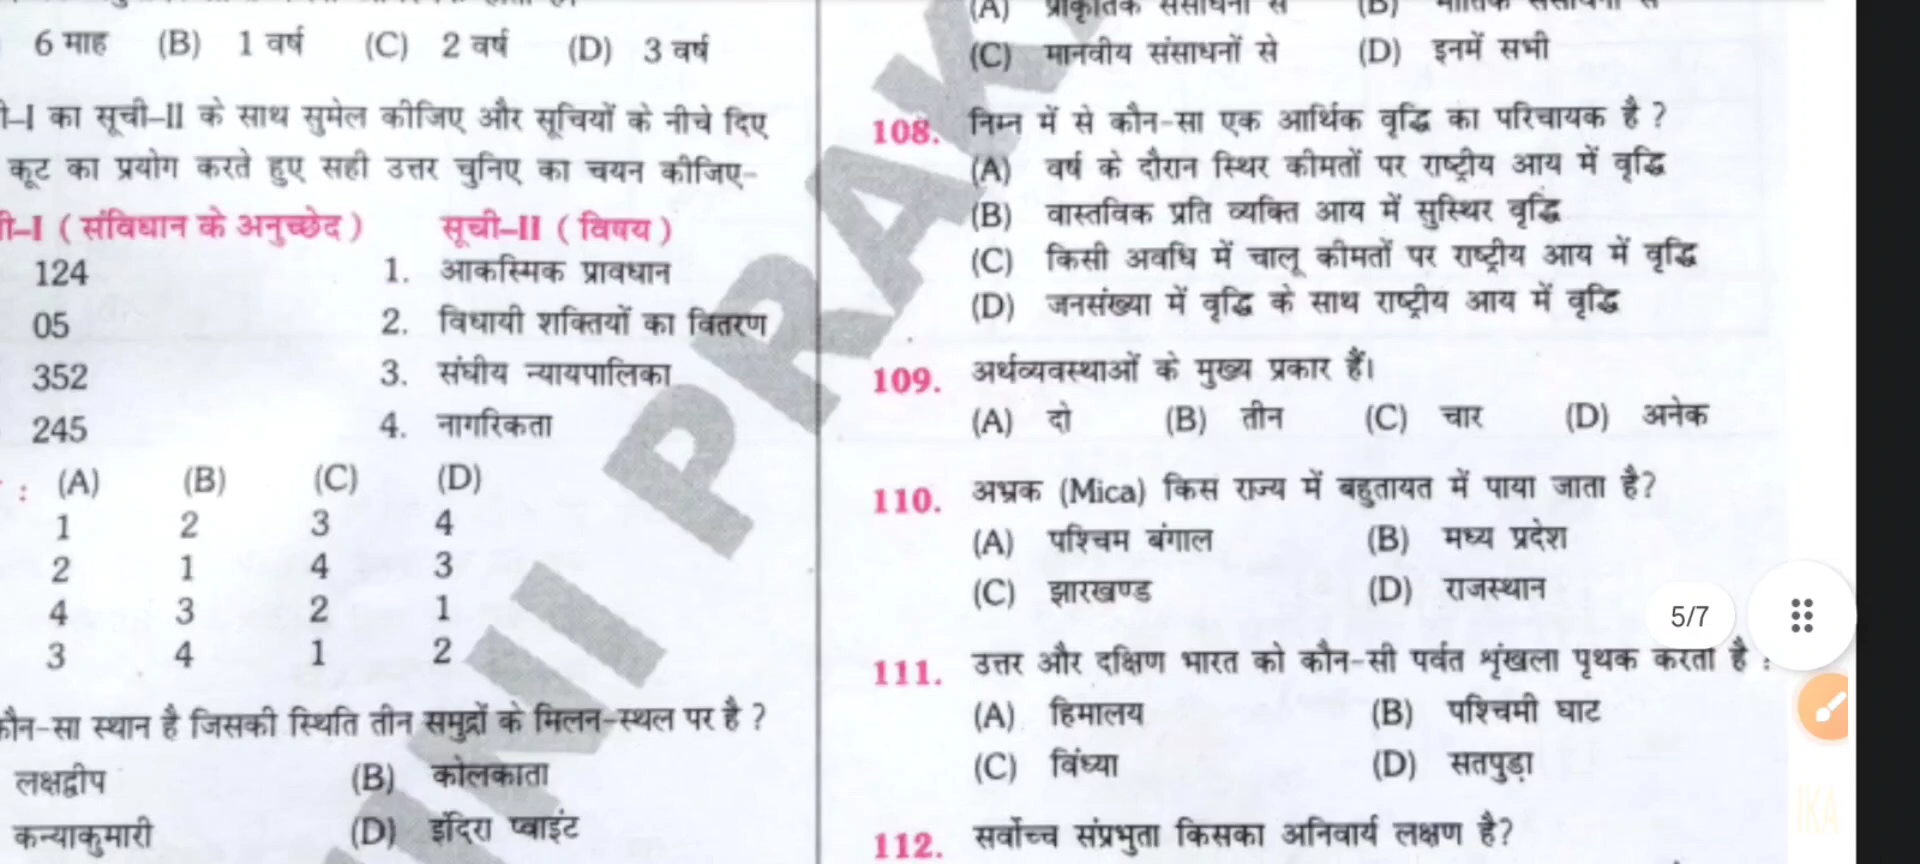 6 माह (B) 1 वर्ष (C) 2 वर्ष (D) 3 वर्ष
का सूची-II के साथ सुमेल कीजिए और सूचियों के नीचे दिए
कूट का प्रयोग करते हुए सही उत्तर चुनिए का चयन कीजिए-
(संविधान के अनुच्छेद) सूची-II (विषय)
124 1. आकस्मिक प्रावधान
05 2. विधायी शक्तियों का वितरण
352 3. संघीय न्यायपालिका
245 4. नागरिकता
: (A) (B) (C) (D)
1 2 3 4
2 1 4 3
4 3 2 1
3 4 1 2
कौन-सा स्थान है जिसकी स्थिति तीन समुद्रों के मिलन-स्थल पर है ?
लक्षद्वीप (B) कोलकाता
कन्याकुमारी (D) इंदिरा प्वाइंट
(A) प्राकृतिक संसाधनों से (B)
(C) मानवीय संसाधनों से (D) इनमें सभी
108. निम्न में से कौन-सा एक आर्थिक वृद्धि का परिचायक है ?
(A) वर्ष के दौरान स्थिर कीमतों पर राष्ट्रीय आय में वृद्धि
(B) वास्तविक प्रति व्यक्ति आय में सुस्थिर वृद्धि
(C) किसी अवधि में चालू कीमतों पर राष्ट्रीय आय में वृद्धि
(D) जनसंख्या में वृद्धि के साथ राष्ट्रीय आय में वृद्धि
109. अर्थव्यवस्थाओं के मुख्य प्रकार हैं।
(A) दो (B) तीन (C) चार (D) अनेक
110. अभ्रक (Mica) किस राज्य में बहुतायत में पाया जाता है?
(A) पश्चिम बंगाल (B) मध्य प्रदेश
(C) झारखण्ड (D) राजस्थान
5/7
111. उत्तर और दक्षिण भारत को कौन-सी पर्वत शृंखला पृथक करता है
(A) हिमालय (B) पश्चिमी घाट
(C) विंध्या (D) सतपुड़ा
112. सर्वोच्च संप्रभुता किसका अनिवार्य लक्षण है?